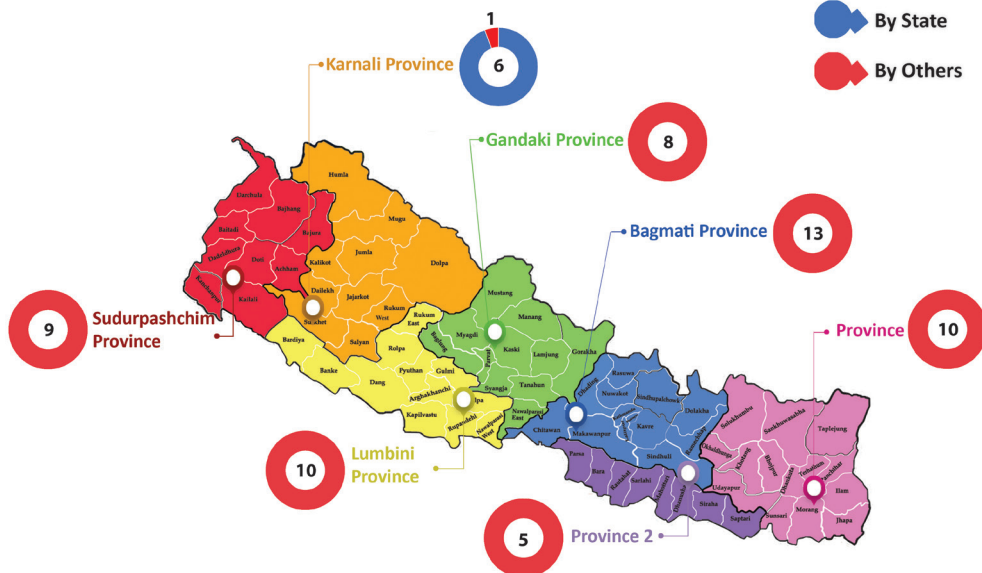 1
By State
6
Karnali Province
By Others
Gandaki Province
8
Bagmati Province
13
9
Sudurpashchim
Province
Province
10
10
Lumbini
Province
5
Province 2
Darchula
Bajhang
Baitadi
Bajura
Dadeldhura
Doti
Achham
Kanchanpur
Kailali
Humla
Mugu
Kalikot
Jumla
Dolpa
Dailekh
Jajarkot
Rukum
West
Salyan
Rukum
East
Bardiya
Banke
Dang
Rolpa
Pyuthan
Gulmi
Arghakhanchi
Kapilvastu
Rupandehi
lpa
Nawalparasi
West
Mustang
Manang
Myagdi
Baglung
Parbat
Kaski
Lamjung
Gorakha
Syangja
Tanahun
Nawalparasi
East
Chitawan
Makawanpur
Dhading
Rasuwa
Nuwakot
Sindhupalchok
Dolakha
Kavre
Ramechhap
Sindhuli
Parsa
Bara
Rautahat
Sarlahi
Mahottari
Dhanusha
Siraha
Saptari
Solukhumbu
Sankhuwasabha
Taplejung
Okhaldhunga
Khotang
Bhojpur
Dhankuta
Terhathum
Panchthar
Udayapur
Sunsari
Morang
Ilam
Jhapa